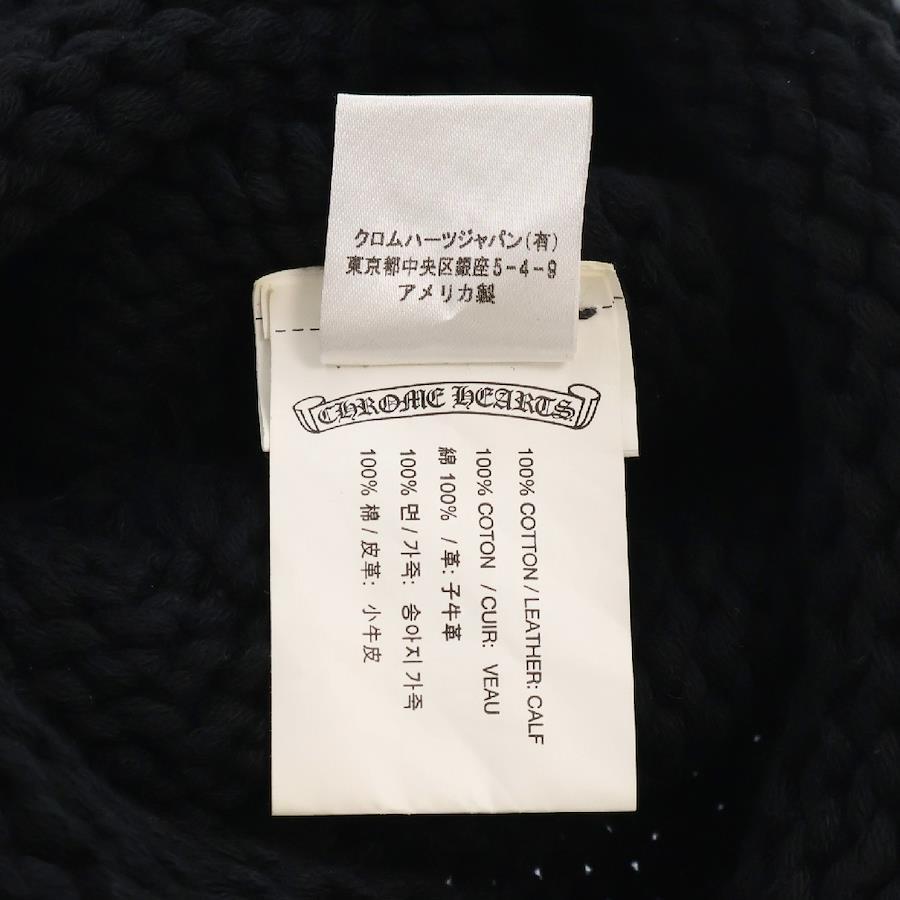 クロムハーツジャパン(有)
東京都中央区銀座5-4-9
アメリカ製
CHROME HEARTS
100% COTTON / LEATHER: CALF
100% COTON / CUIR: VEAU
綿 100% / 革: 子牛革
100% 면 / 가죽: 송아지 가죽
100% 棉 / 皮革: 小牛皮